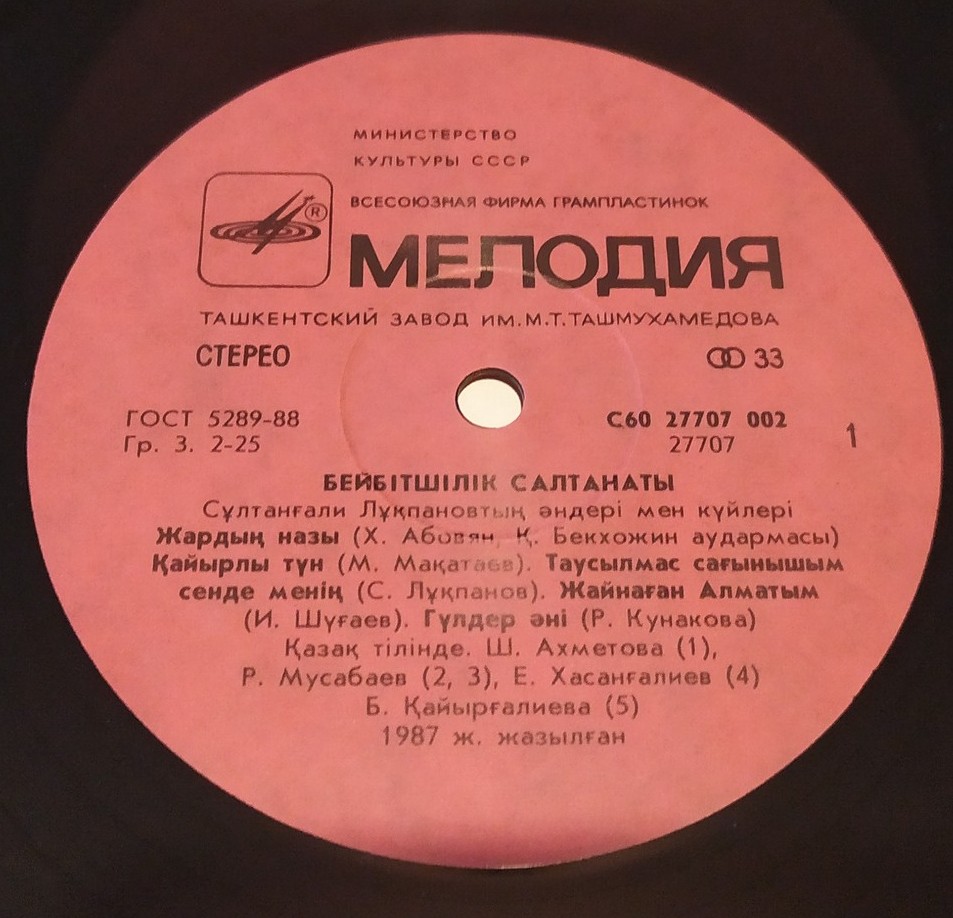 МИНИСТЕРСТВО
КУЛЬТУРЫ СССР
ВСЕСОЮЗНАЯ ФИРМА ГРАМПЛАСТИНОК
®
МЕЛОДИЯ
ТАШКЕНТСКИЙ ЗАВОД ИМ.М.Т.ТАШМУХАМЕДОВА
СТЕРЕО 33
ГОСТ 5289-88 С60 27707 002
Гр. 3. 2-25 27707 1
БЕЙБІТШІЛІК САЛТАНАТЫ
Сұлтанғали Лұқпановтың әндері мен күйлері
Жардың назы (Х. Абовян, Қ. Бекхожин аудармасы)
Қайырлы түн (М. Мақатаев). Таусылмас сағынышым
сенде менің (С. Лұқпанов). Жайнаған Алматым
(И. Шұғаев). Гүлдер әні (Р. Кунакова)
Қазақ тілінде. Ш. Ахметова (1),
Р. Мусабаев (2, 3), Е. Хасанғалиев (4)
Б. Қайырғалиева (5)
1987 ж. жазылған